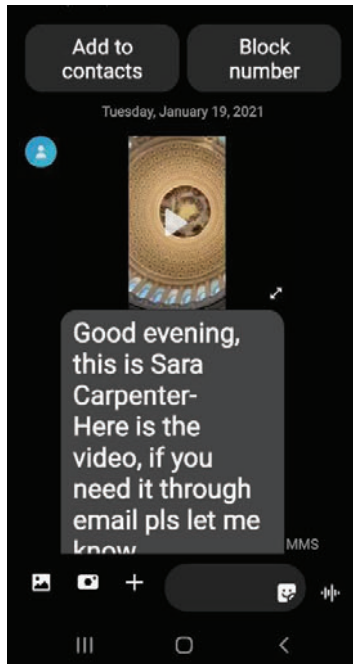 Add to
contacts
Block
number
Tuesday, January 19, 2021
Good evening,
this is Sara
Carpenter-
Here is the
video, if you
need it through
email pls let me
know
MMS